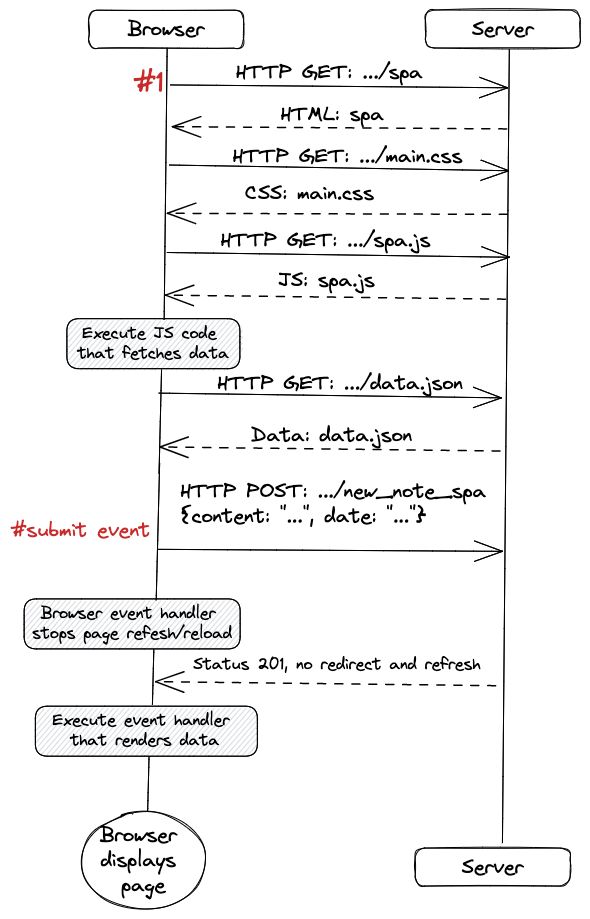 Browser
Server
#1
HTTP GET: .../spa
HTML: spa
HTTP GET: .../main.css
CSS: main.css
HTTP GET: .../spa.js
JS: spa.js
Execute JS code
that fetches data
HTTP GET: .../data.json
Data: data.json
HTTP POST: .../new_note_spa
{content: "...", date: "..."}
#submit event
Browser event handler
stops page refesh/reload
Status 201, no redirect and refresh
Execute event handler
that renders data
Browser
displays
page
Server